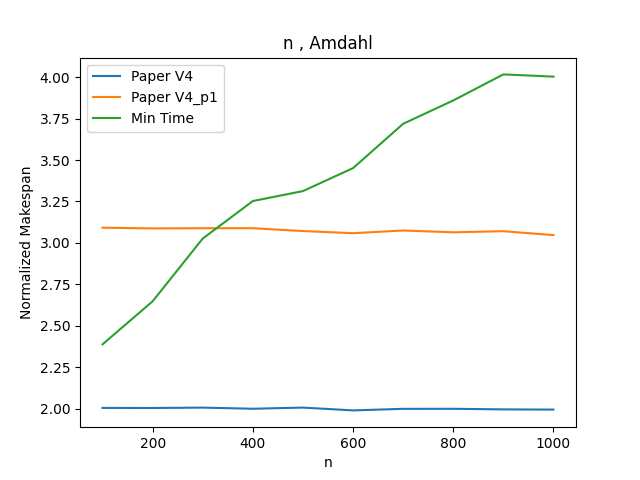 n , Amdahl
Paper V4
Paper V4_p1
Min Time
Normalized Makespan
4.00
3.75
3.50
3.25
3.00
2.75
2.50
2.25
2.00
200
400
600
800
1000
n